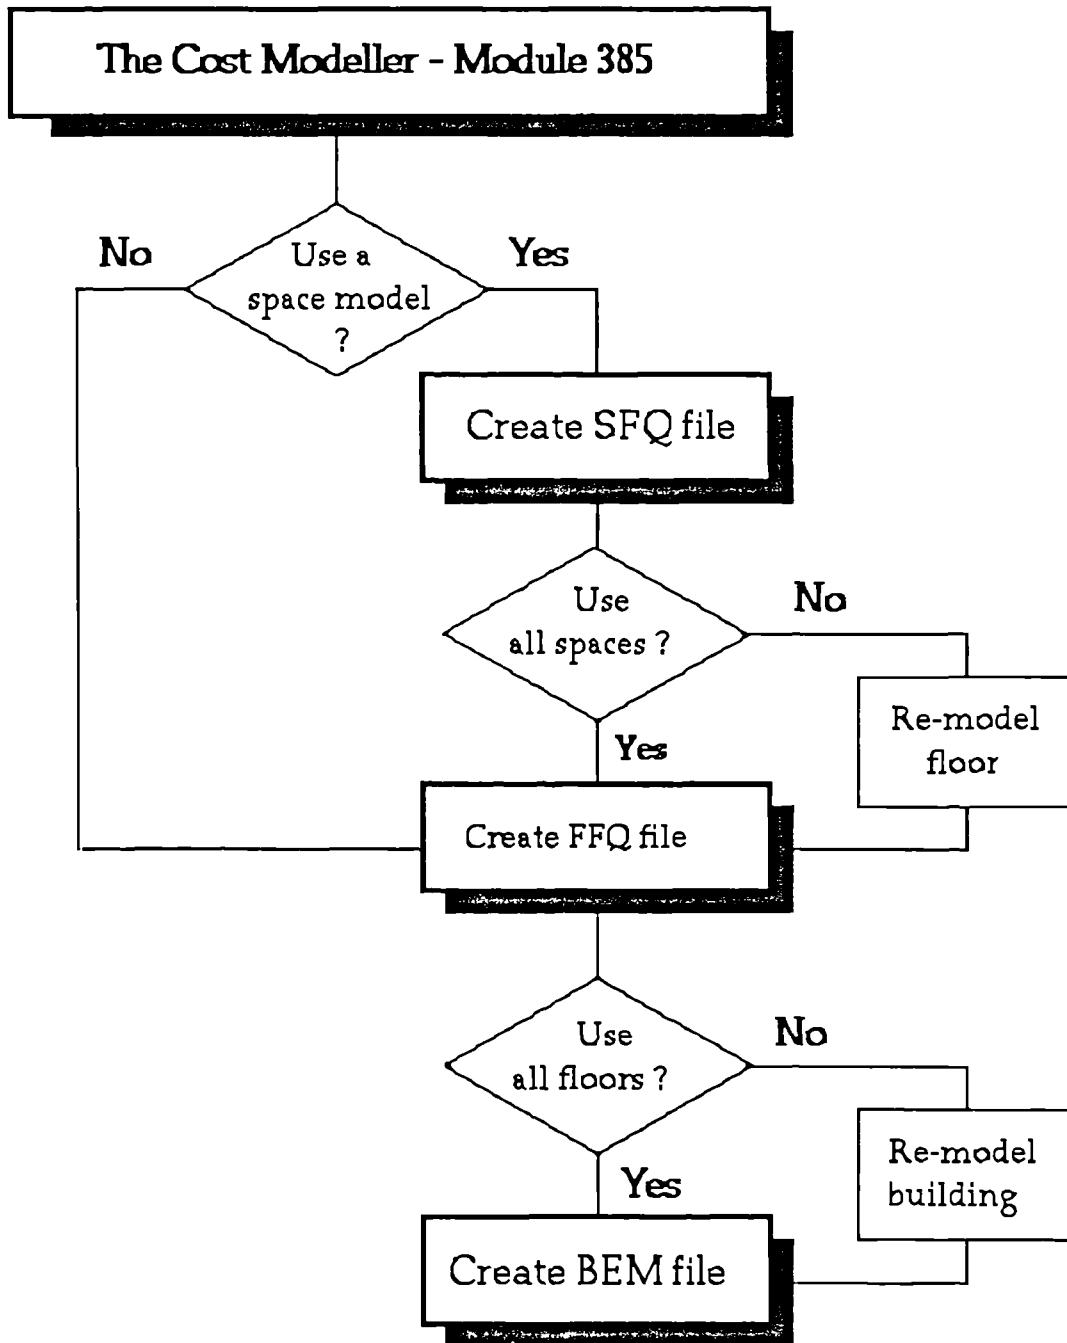 The Cost Modeller - Module 385
No
Yes
Use a
space model
?
Create SFQ file
Use
all spaces ?
No
Re-model
floor
Yes
Create FFQ file
Use
all floors ?
No
Re-model
building
Yes
Create BEM file